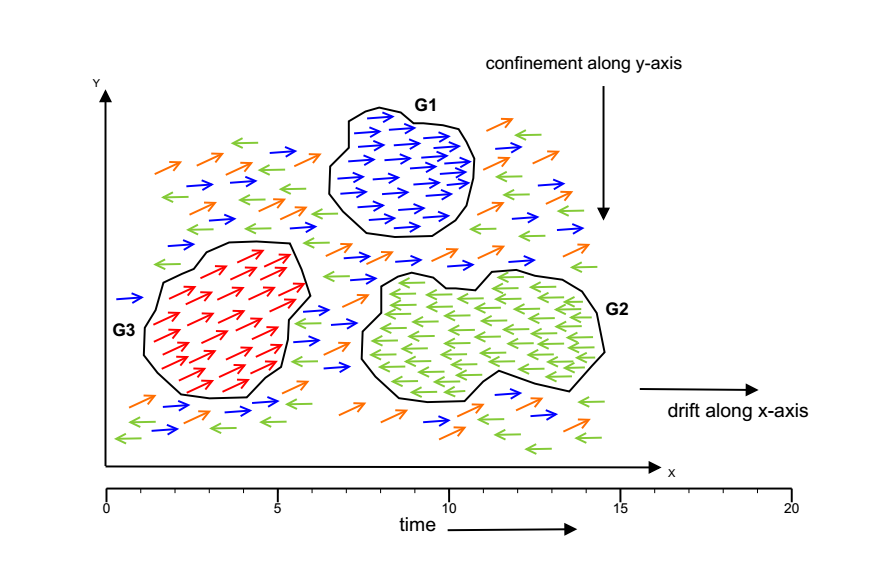 confinement along y-axis
Y
G1
G2
G3
drift along x-axis
X
0 5 10 15 20
time